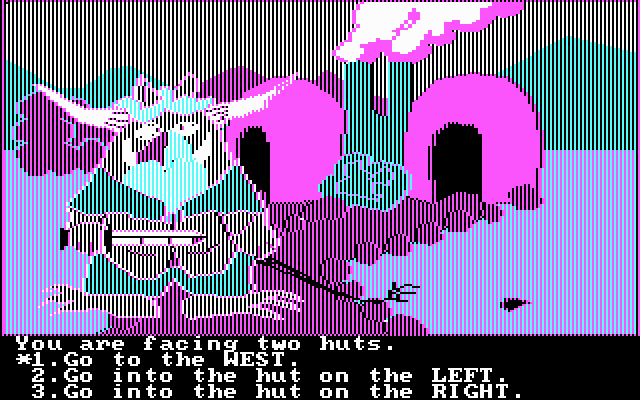 You are facing two huts.
*1.Go to the WEST.
2.Go into the hut on the LEFT.
3.Go into the hut on the RIGHT.